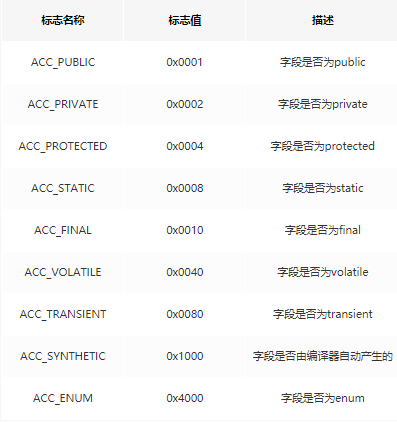 标志名称 标志值 描述
ACC_PUBLIC 0x0001 字段是否为public
ACC_PRIVATE 0x0002 字段是否为private
ACC_PROTECTED 0x0004 字段是否为protected
ACC_STATIC 0x0008 字段是否为static
ACC_FINAL 0x0010 字段是否为final
ACC_VOLATILE 0x0040 字段是否为volatile
ACC_TRANSIENT 0x0080 字段是否为transient
ACC_SYNTHETIC 0x1000 字段是否由编译器自动产生的
ACC_ENUM 0x4000 字段是否为enum